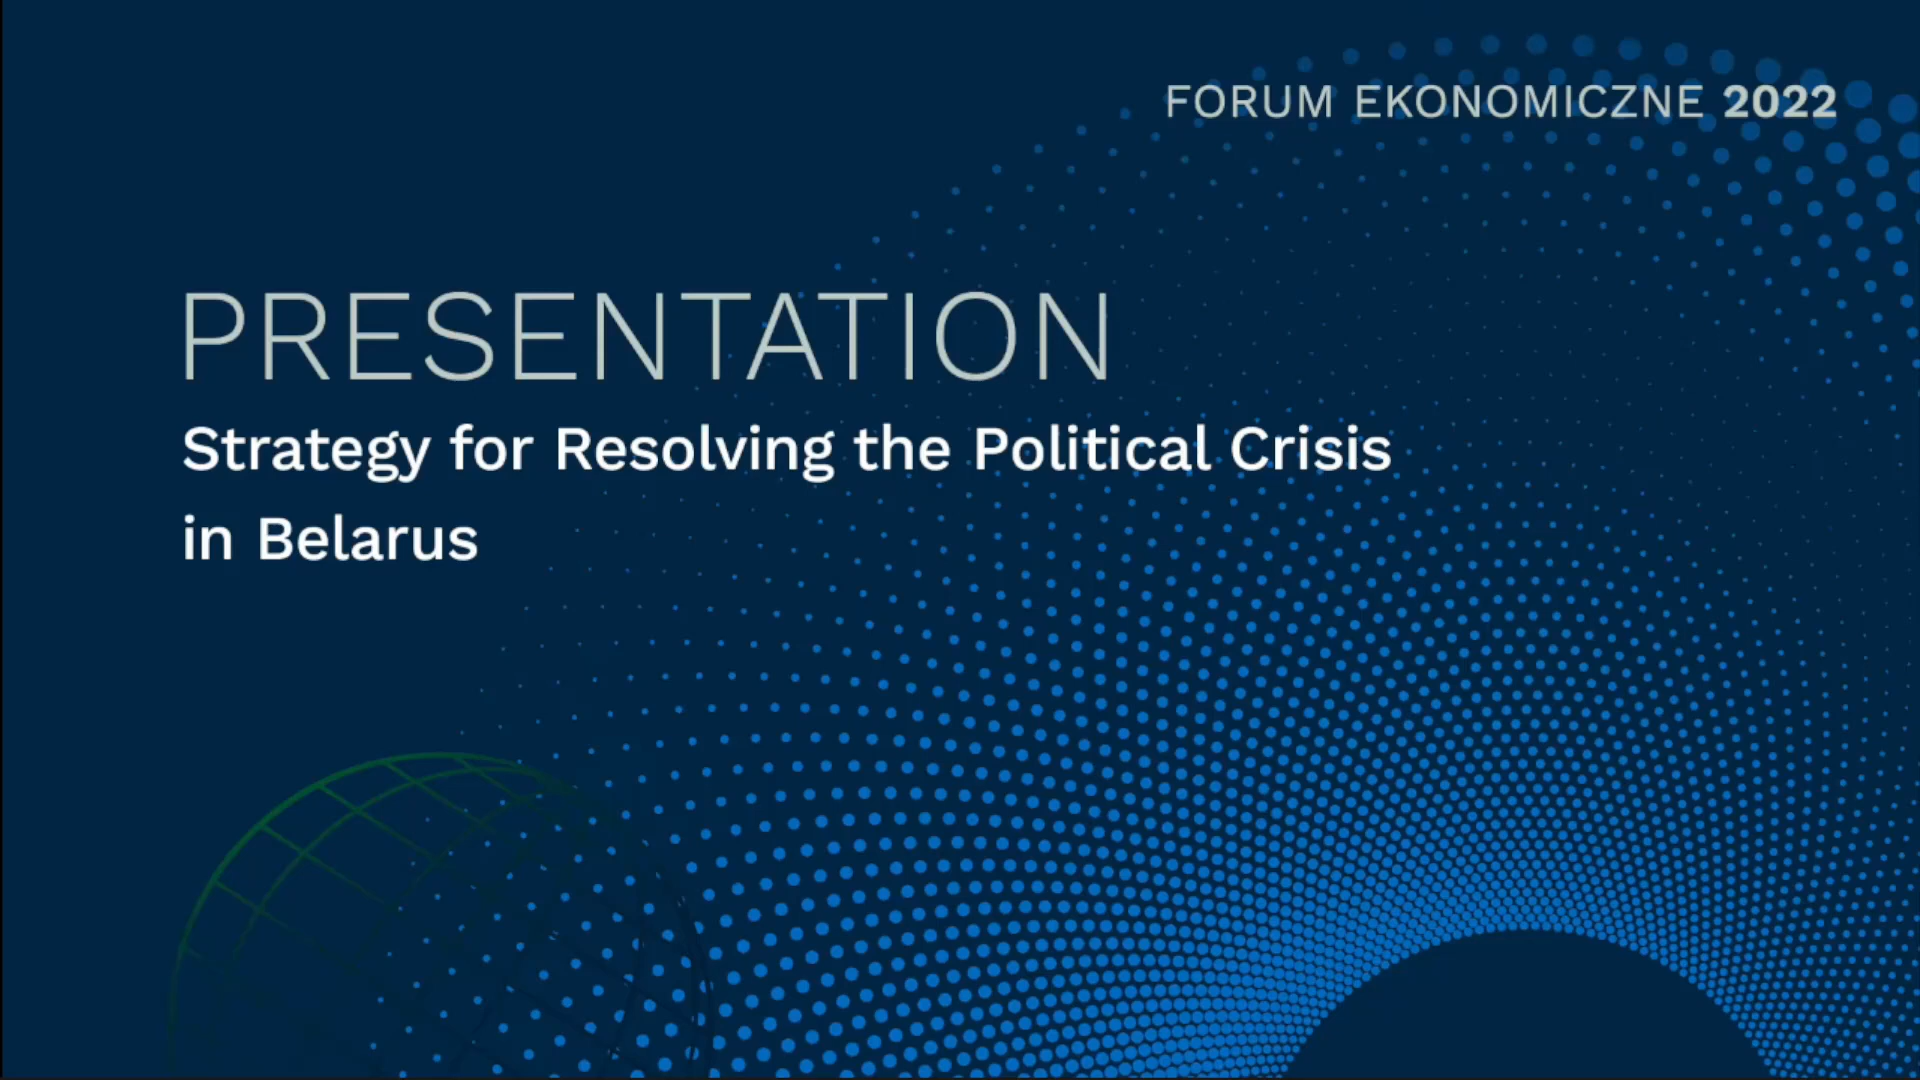 FORUM EKONOMICZNE 2022
PRESENTATION
Strategy for Resolving the Political Crisis
in Belarus